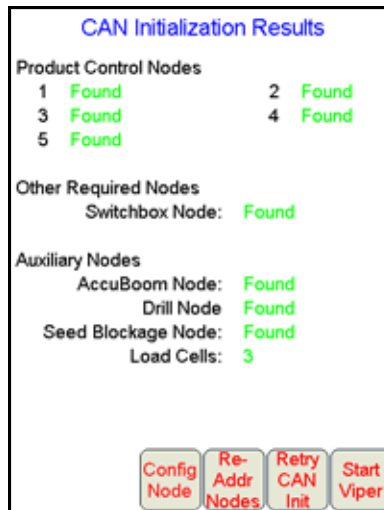 CAN Initialization Results
Product Control Nodes
1 Found 2 Found
3 Found 4 Found
5 Found
Other Required Nodes
Switchbox Node: Found
Auxiliary Nodes
AccuBoom Node: Found
Drill Node Found
Seed Blockage Node: Found
Load Cells: 3
Config
Node
Re-
Addr
Nodes
Retry
CAN
Init
Start
Viper